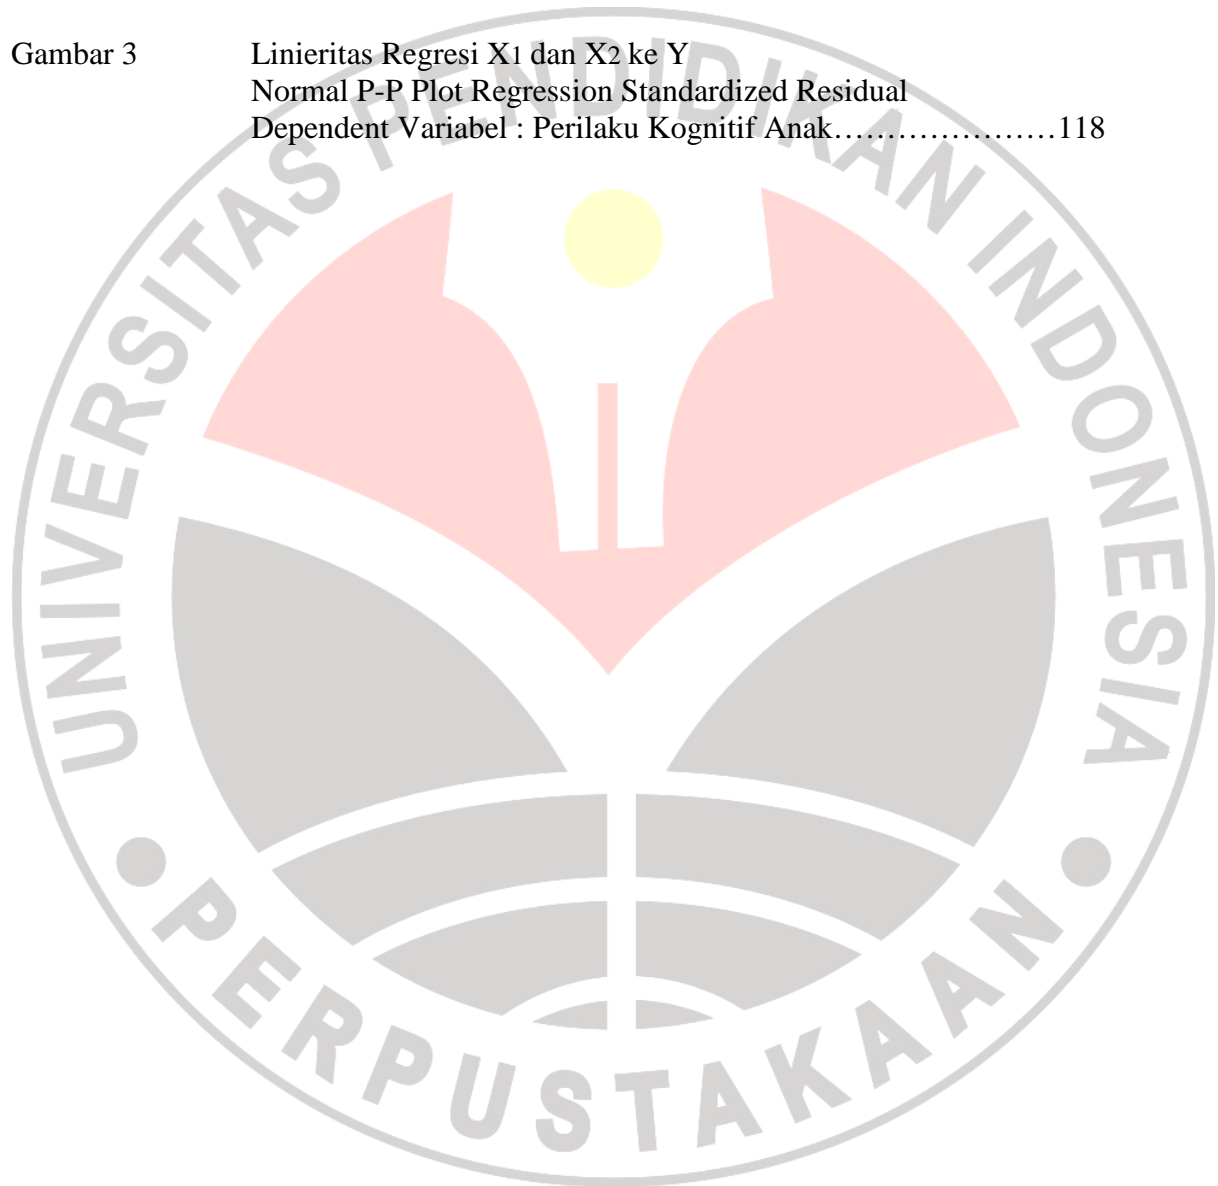 Gambar 3 Linieritas Regresi X1 dan X2 ke Y
Normal P-P Plot Regression Standardized Residual
Dependent Variabel : Perilaku Kognitif Anak…………………118
UNIVERSITAS PENDIDIKAN INDONESIA
PERPUSTAKAAN